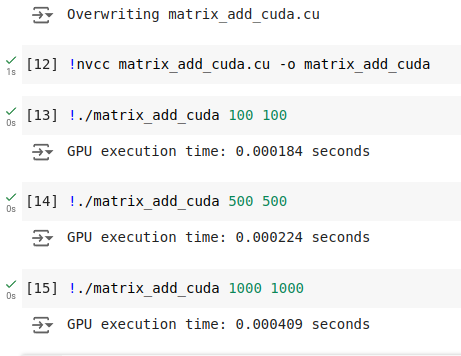 Overwriting matrix_add_cuda.cu
[12] !nvcc matrix_add_cuda.cu -o matrix_add_cuda
1s
[13] !./matrix_add_cuda 100 100
0s
GPU execution time: 0.000184 seconds
[14] !./matrix_add_cuda 500 500
0s
GPU execution time: 0.000224 seconds
[15] !./matrix_add_cuda 1000 1000
0s
GPU execution time: 0.000409 seconds